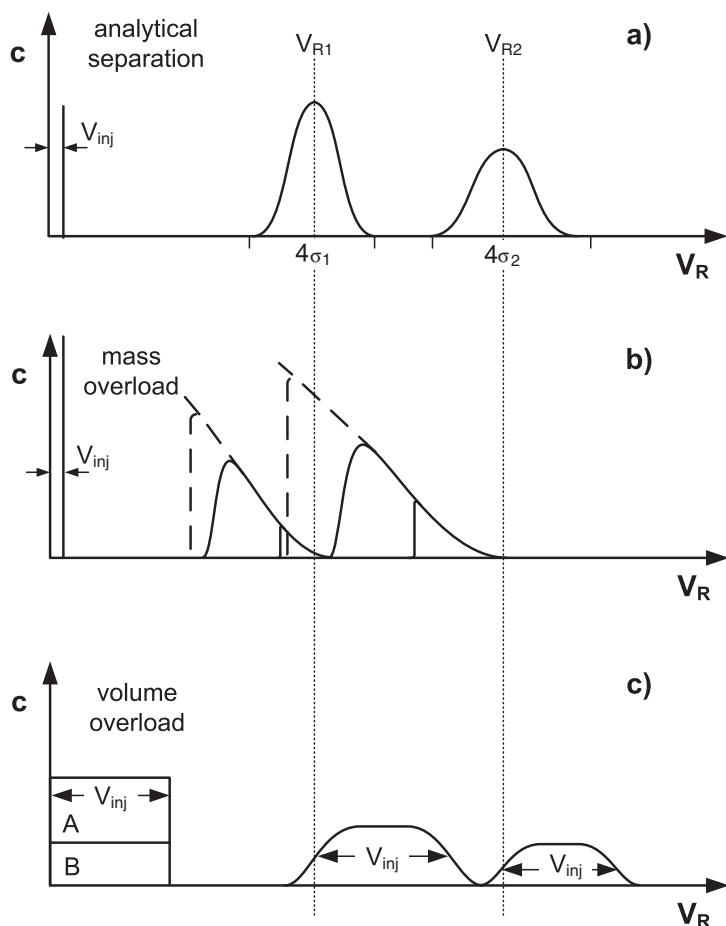 analytical
separation
c
a)
V_R1
V_R2
V_inj
4σ_1
4σ_2
V_R
b)
c
mass
overload
V_inj
V_R
c
volume
overload
c)
V_inj
A
B
V_inj
V_inj
V_R